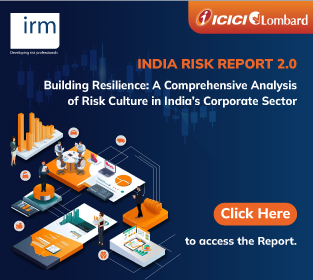 irm
Developing risk professionals
ICICI Lombard
INDIA RISK REPORT 2.0
Building Resilience: A Comprehensive Analysis
of Risk Culture in India's Corporate Sector
Click Here
to access the Report.